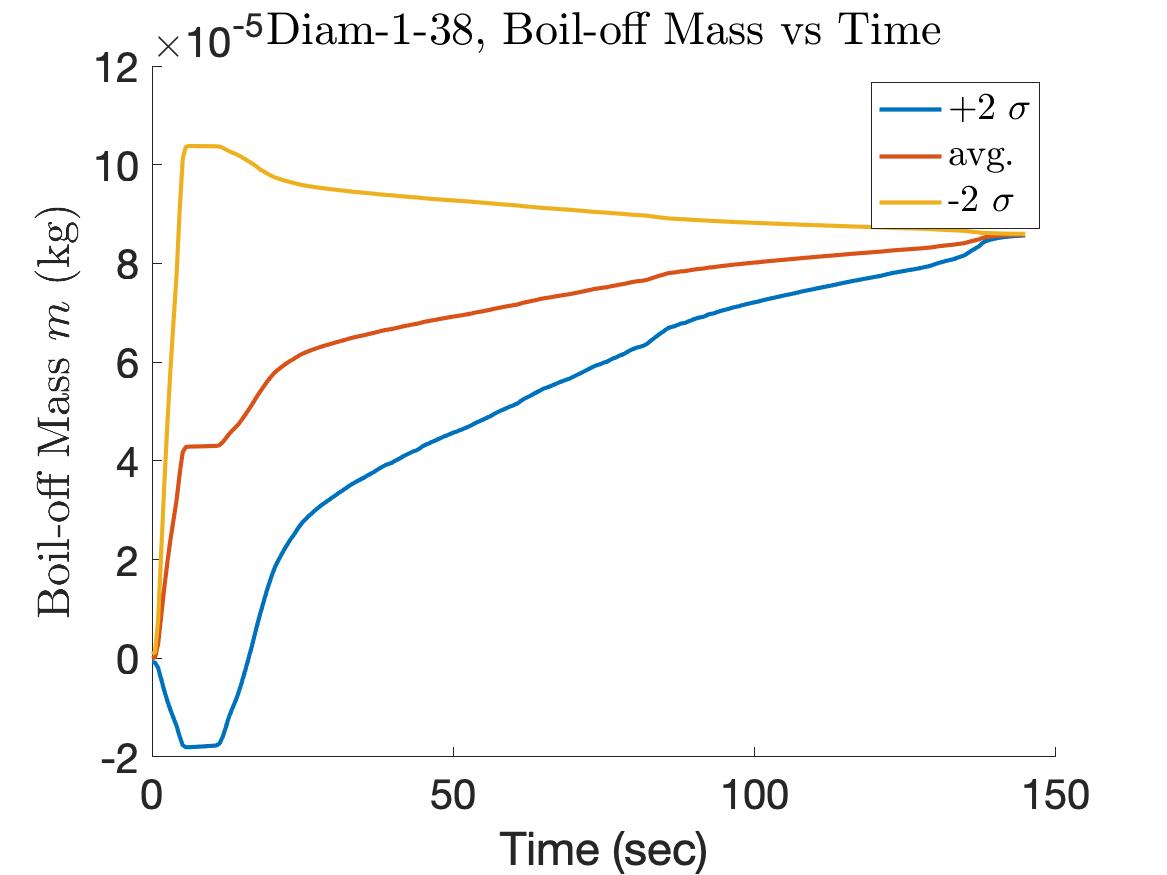 ×10⁻⁵ Diam-1-38, Boil-off Mass vs Time
12
10
8
6
4
2
0
-2
Boil-off Mass m (kg)
+2 σ
avg.
-2 σ
0 50 100 150
Time (sec)